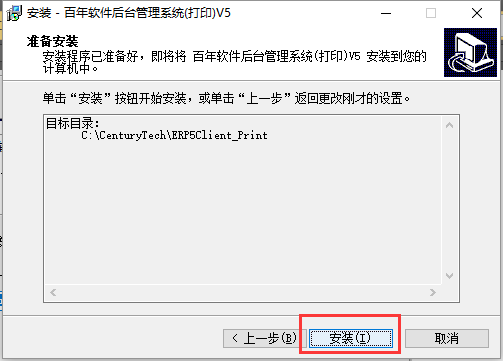 安装 - 百年软件后台管理系统(打印)V5
准备安装
安装程序已准备好，即将将 百年软件后台管理系统(打印)V5 安装到您的
计算机中。
单击“安装”按钮开始安装，或单击“上一步”返回更改刚才的设置。
目标目录:
C:\CenturyTech\ERP5Client_Print
< 上一步(B)
安装(I)
取消